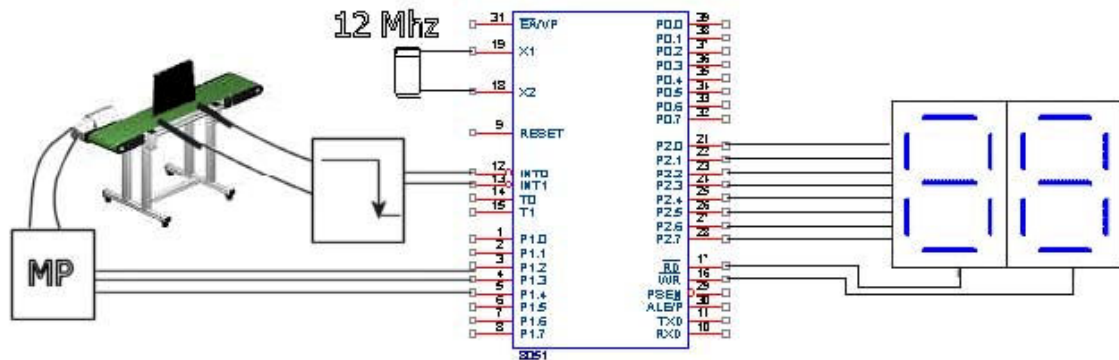 12 Mhz
31 EA/VP
19 X1
18 X2
9 RESET
12 INT0
13 INT1
14 T0
15 T1
1 P1.0
2 P1.1
3 P1.2
4 P1.3
5 P1.4
6 P1.5
7 P1.6
8 P1.7
P0.0 39
P0.1 38
P0.2 37
P0.3 36
P0.4 35
P0.5 34
P0.6 33
P0.7 32
P2.0 21
P2.1 22
P2.2 23
P2.3 24
P2.4 25
P2.5 26
P2.6 27
P2.7 28
RD 17
WR 16
PSEN 29
ALE/P 30
TXD 11
RXD 10
8051
MP